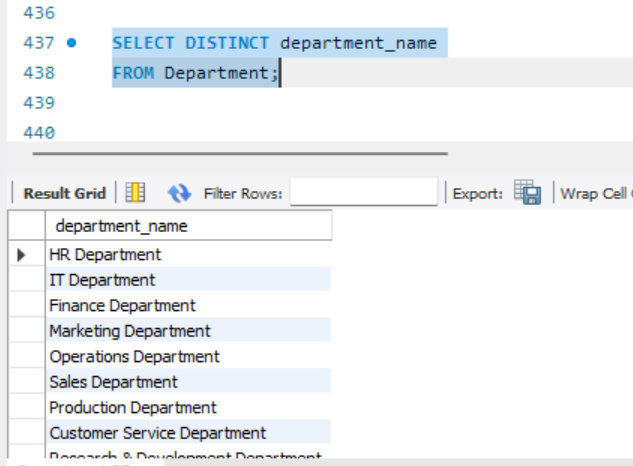 436
437 SELECT DISTINCT department_name
438 FROM Department;
439
440
Result Grid Filter Rows: Export: Wrap Cell
department_name
HR Department
IT Department
Finance Department
Marketing Department
Operations Department
Sales Department
Production Department
Customer Service Department
Research & Development Department